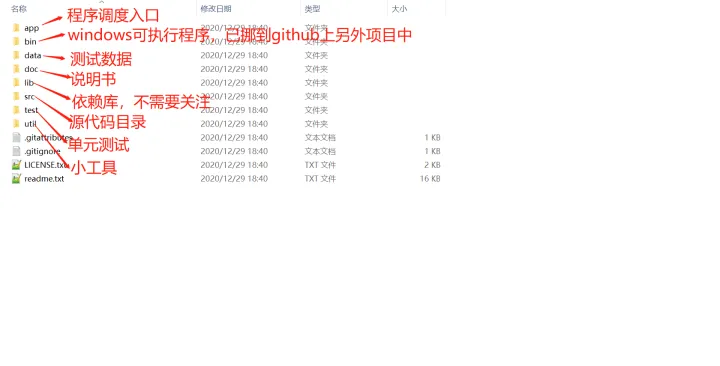 名称 修改日期 类型 大小
程序调度入口
app 2020/12/29 18:40 文件夹
windows可执行程序，已挪到github上另外项目中
bin 2020/12/29 18:40 文件夹
data 测试数据 2020/12/29 18:40 文件夹
doc 说明书 2020/12/29 18:40 文件夹
lib 2020/12/29 18:40 文件夹
依赖库，不需要关注
src 2020/12/29 18:40 文件夹
test 2020/12/29 18:40 文件夹
源代码目录
util 2020/12/29 18:40 文件夹
.gitattributes 2020/12/29 18:40 文本文档 1 KB
单元测试
.gitignore 2020/12/29 18:40 文本文档 1 KB
LICENSE.txt 2020/12/29 18:40 TXT 文件 2 KB
小工具
readme.txt 2020/12/29 18:40 TXT 文件 16 KB